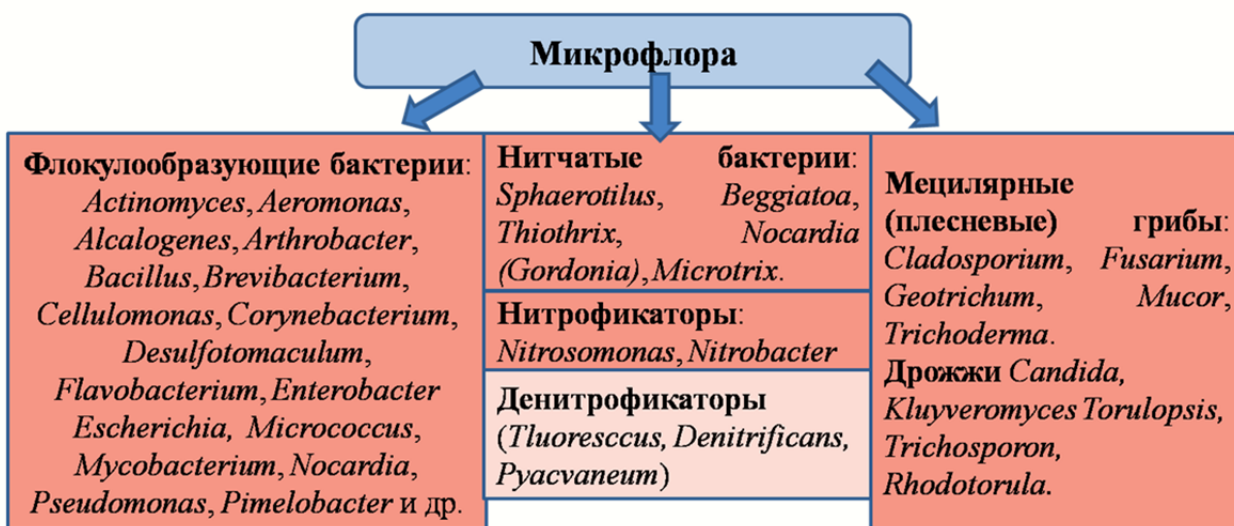 Микрофлора
Флокулообразующие бактерии:
Actinomyces, Aeromonas,
Alcalogenes, Arthrobacter,
Bacillus, Brevibacterium,
Cellulomonas, Corynebacterium,
Desulfotomaculum,
Flavobacterium, Enterobacter
Escherichia, Micrococcus,
Mycobacterium, Nocardia,
Pseudomonas, Pimelobacter и др.
Нитчатые бактерии:
Sphaerotilus, Beggiatoa,
Thiothrix, Nocardia
(Gordonia), Microtrix.
Нитрофикаторы:
Nitrosomonas, Nitrobacter
Денитрофикаторы
(Tluoresccus, Denitrificans,
Pyacvaneum)
Мецилярные
(плесневые) грибы:
Cladosporium, Fusarium,
Geotrichum, Mucor,
Trichoderma.
Дрожжи Candida,
Kluyveromyces Torulopsis,
Trichosporon,
Rhodotorula.